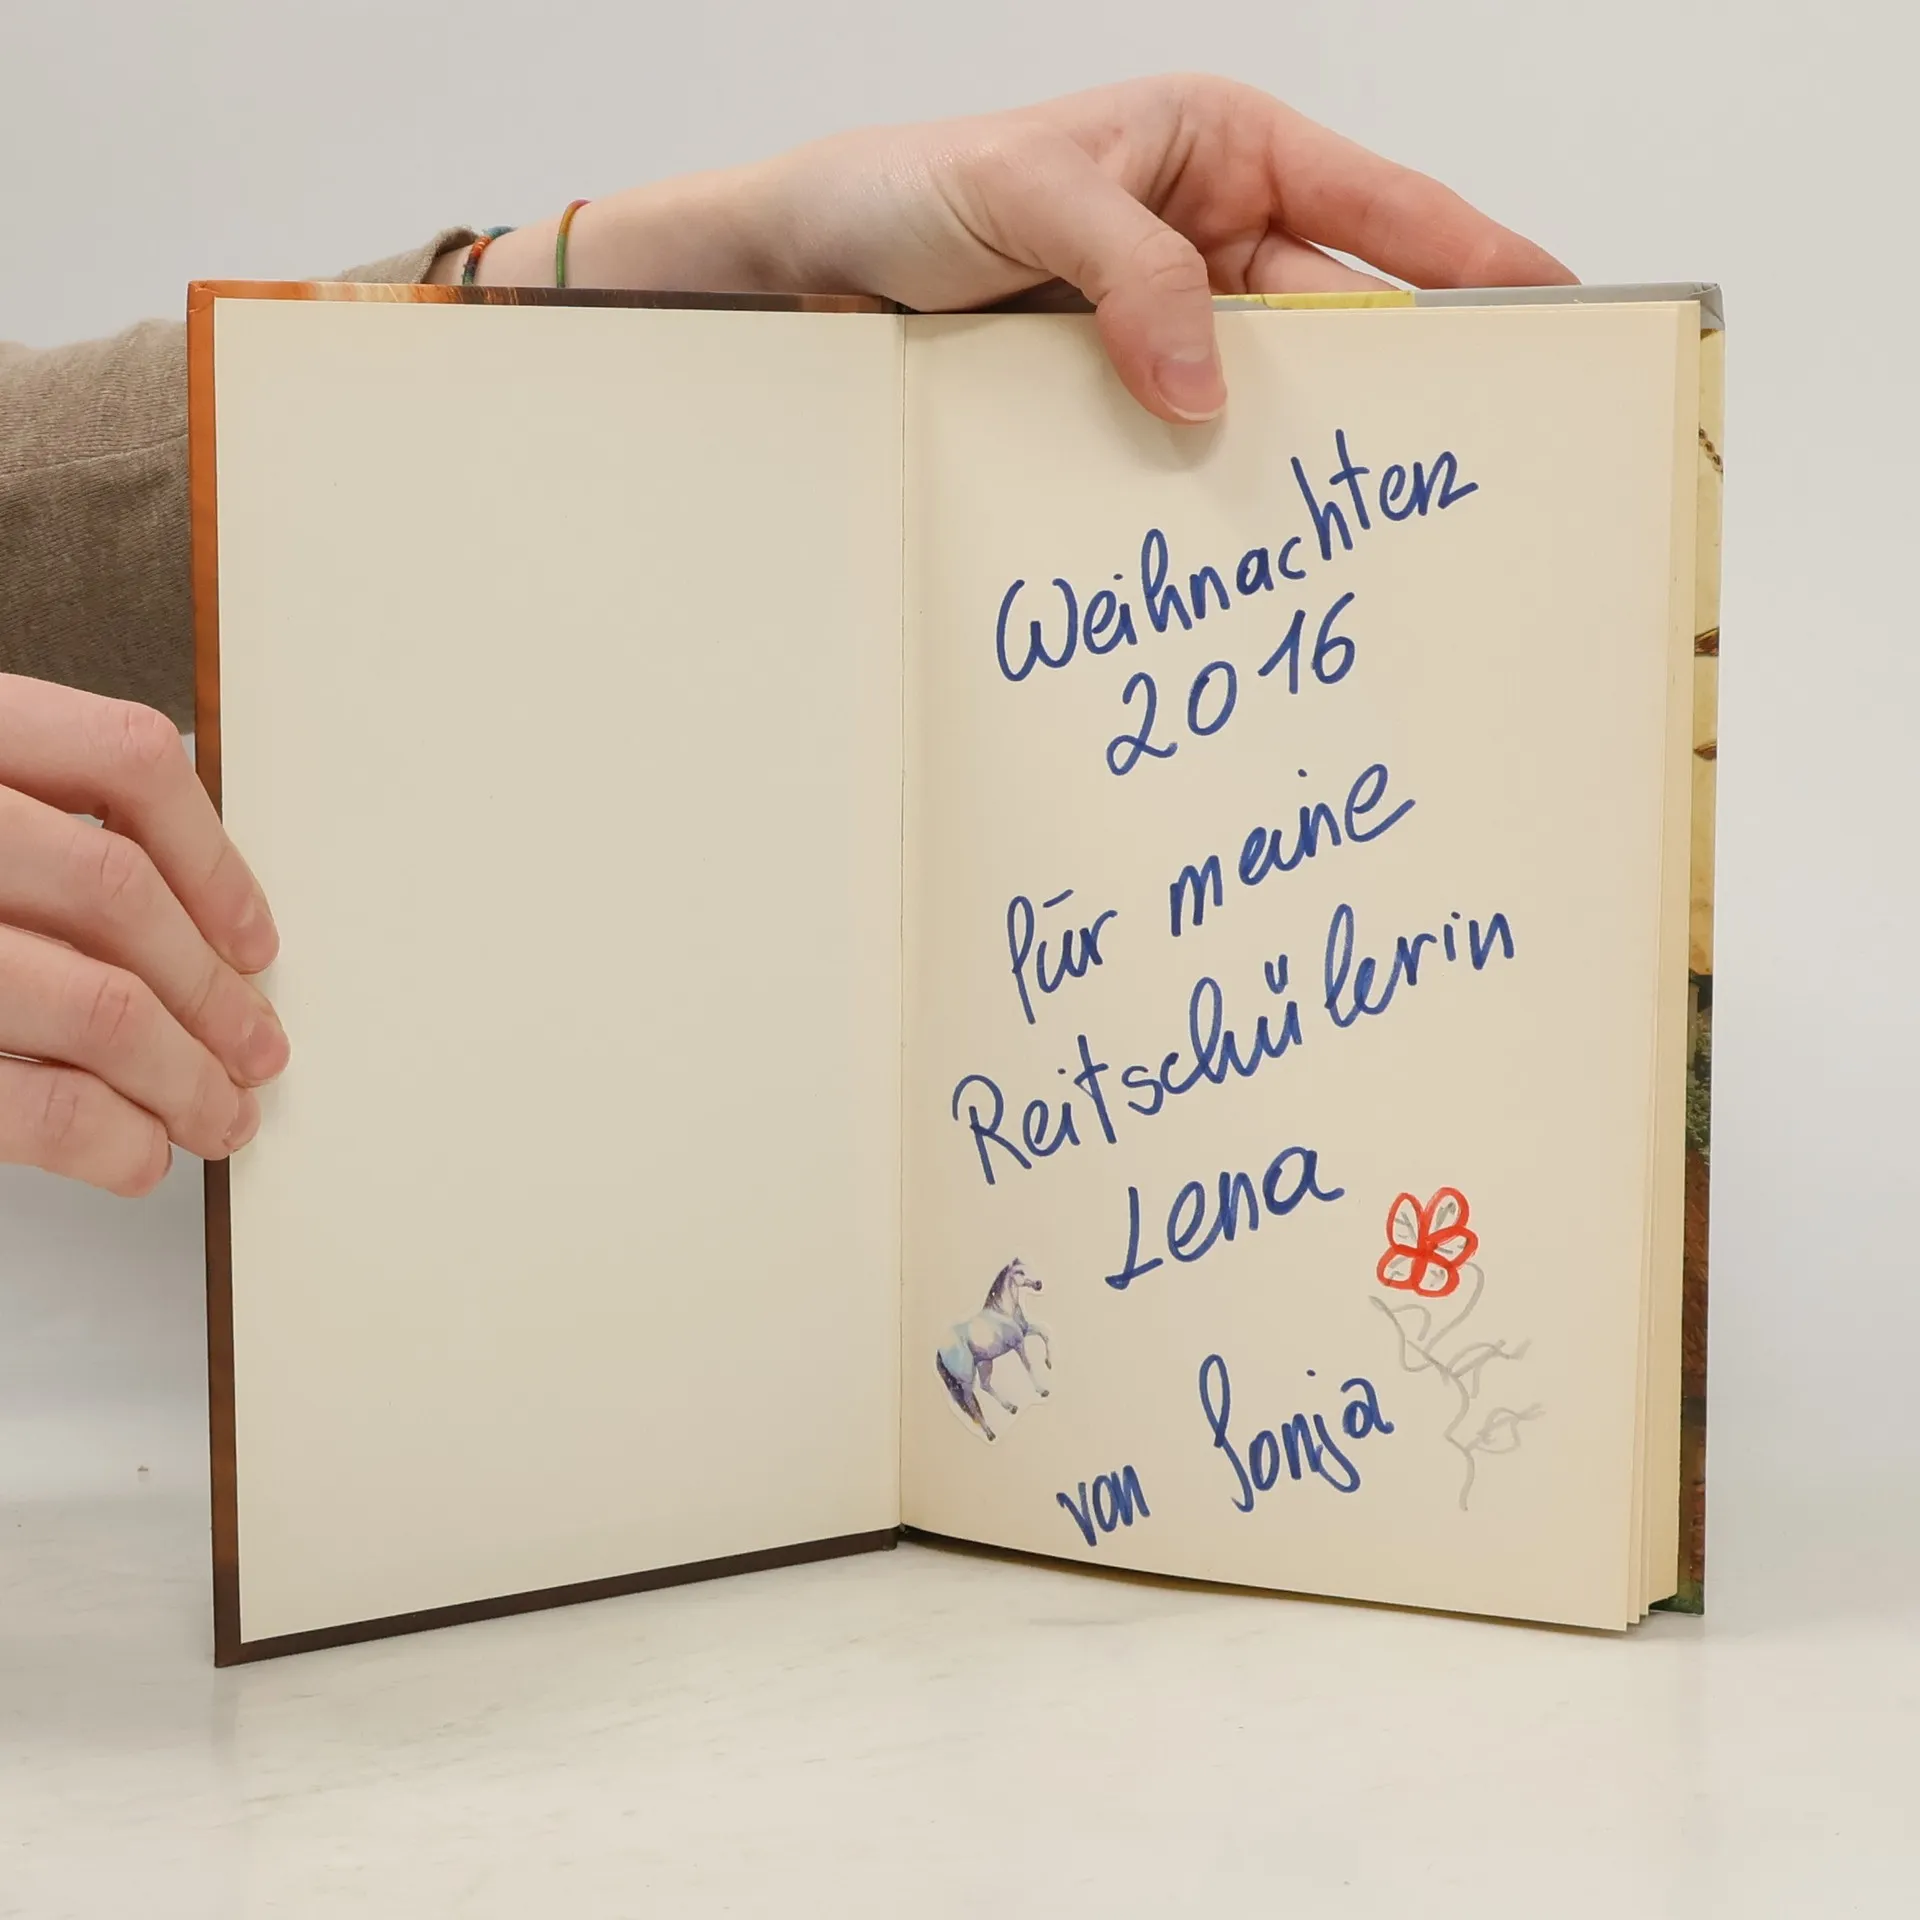 Weihnachten
2016
für meine
Reitschülerin
Lena
von Sonja